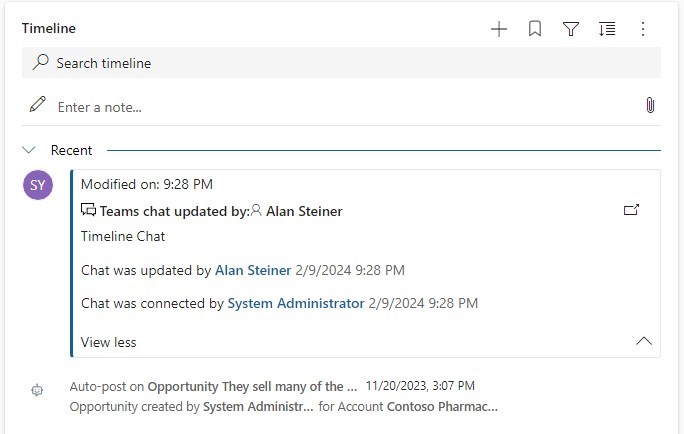 Timeline
Search timeline
Enter a note...
Recent
SY
Modified on: 9:28 PM
Teams chat updated by: Alan Steiner
Timeline Chat
Chat was updated by Alan Steiner 2/9/2024 9:28 PM
Chat was connected by System Administrator 2/9/2024 9:28 PM
View less
Auto-post on Opportunity They sell many of the ... 11/20/2023, 3:07 PM
Opportunity created by System Administr... for Account Contoso Pharmac...